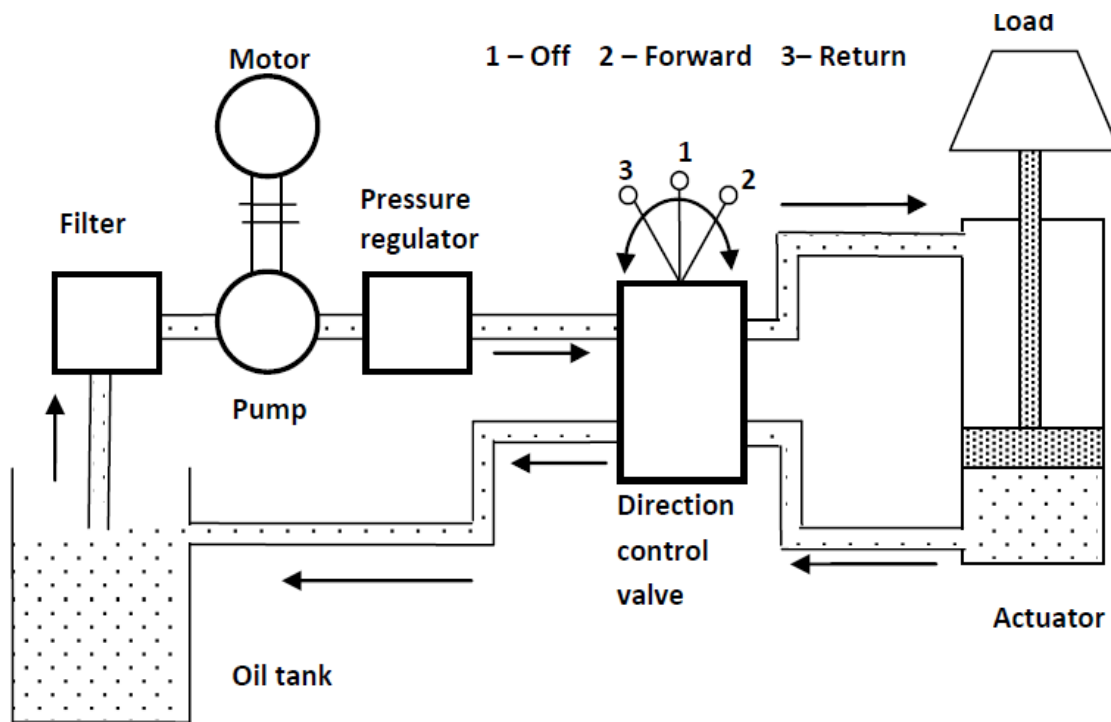 Load
Motor
1 – Off 2 – Forward 3– Return
1
3
2
Pressure
regulator
Filter
Pump
Direction
control
valve
Actuator
Oil tank